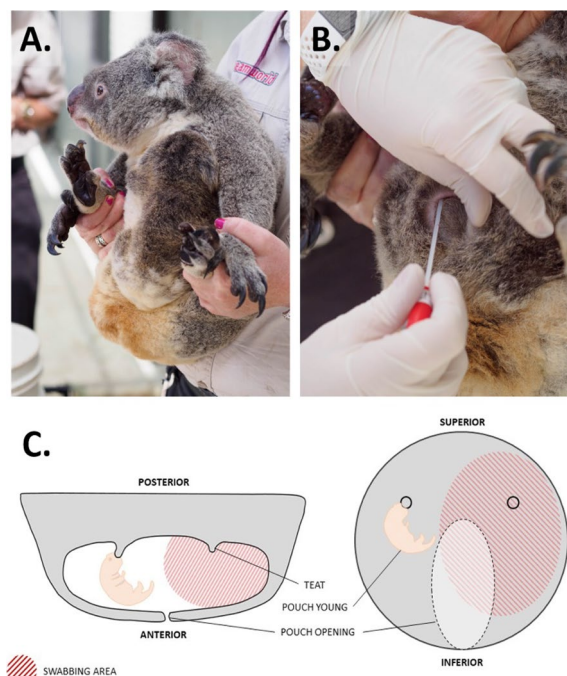 A.
B.
C.
SUPERIOR
POSTERIOR
TEAT
POUCH YOUNG
POUCH OPENING
ANTERIOR
INFERIOR
SWABBING AREA